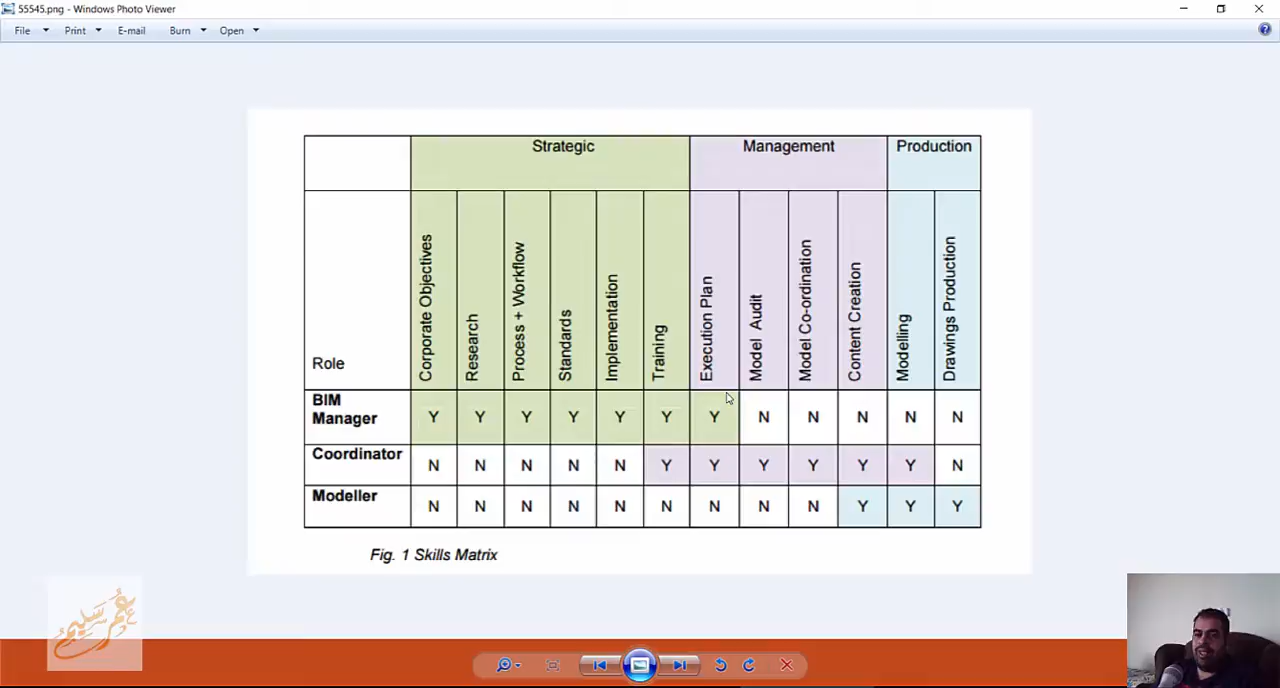 55545.png - Windows Photo Viewer
File Print E-mail Burn Open
Strategic Management Production
Role Corporate Objectives Research Process + Workflow Standards Implementation Training Execution Plan Model Audit Model Co-ordination Content Creation Modelling Drawings Production
BIM
Manager Y Y Y Y Y Y Y N N N N N
Coordinator N N N N N Y Y Y Y Y Y N
Modeller N N N N N N N N N Y Y Y
Fig. 1 Skills Matrix
عمر سليم